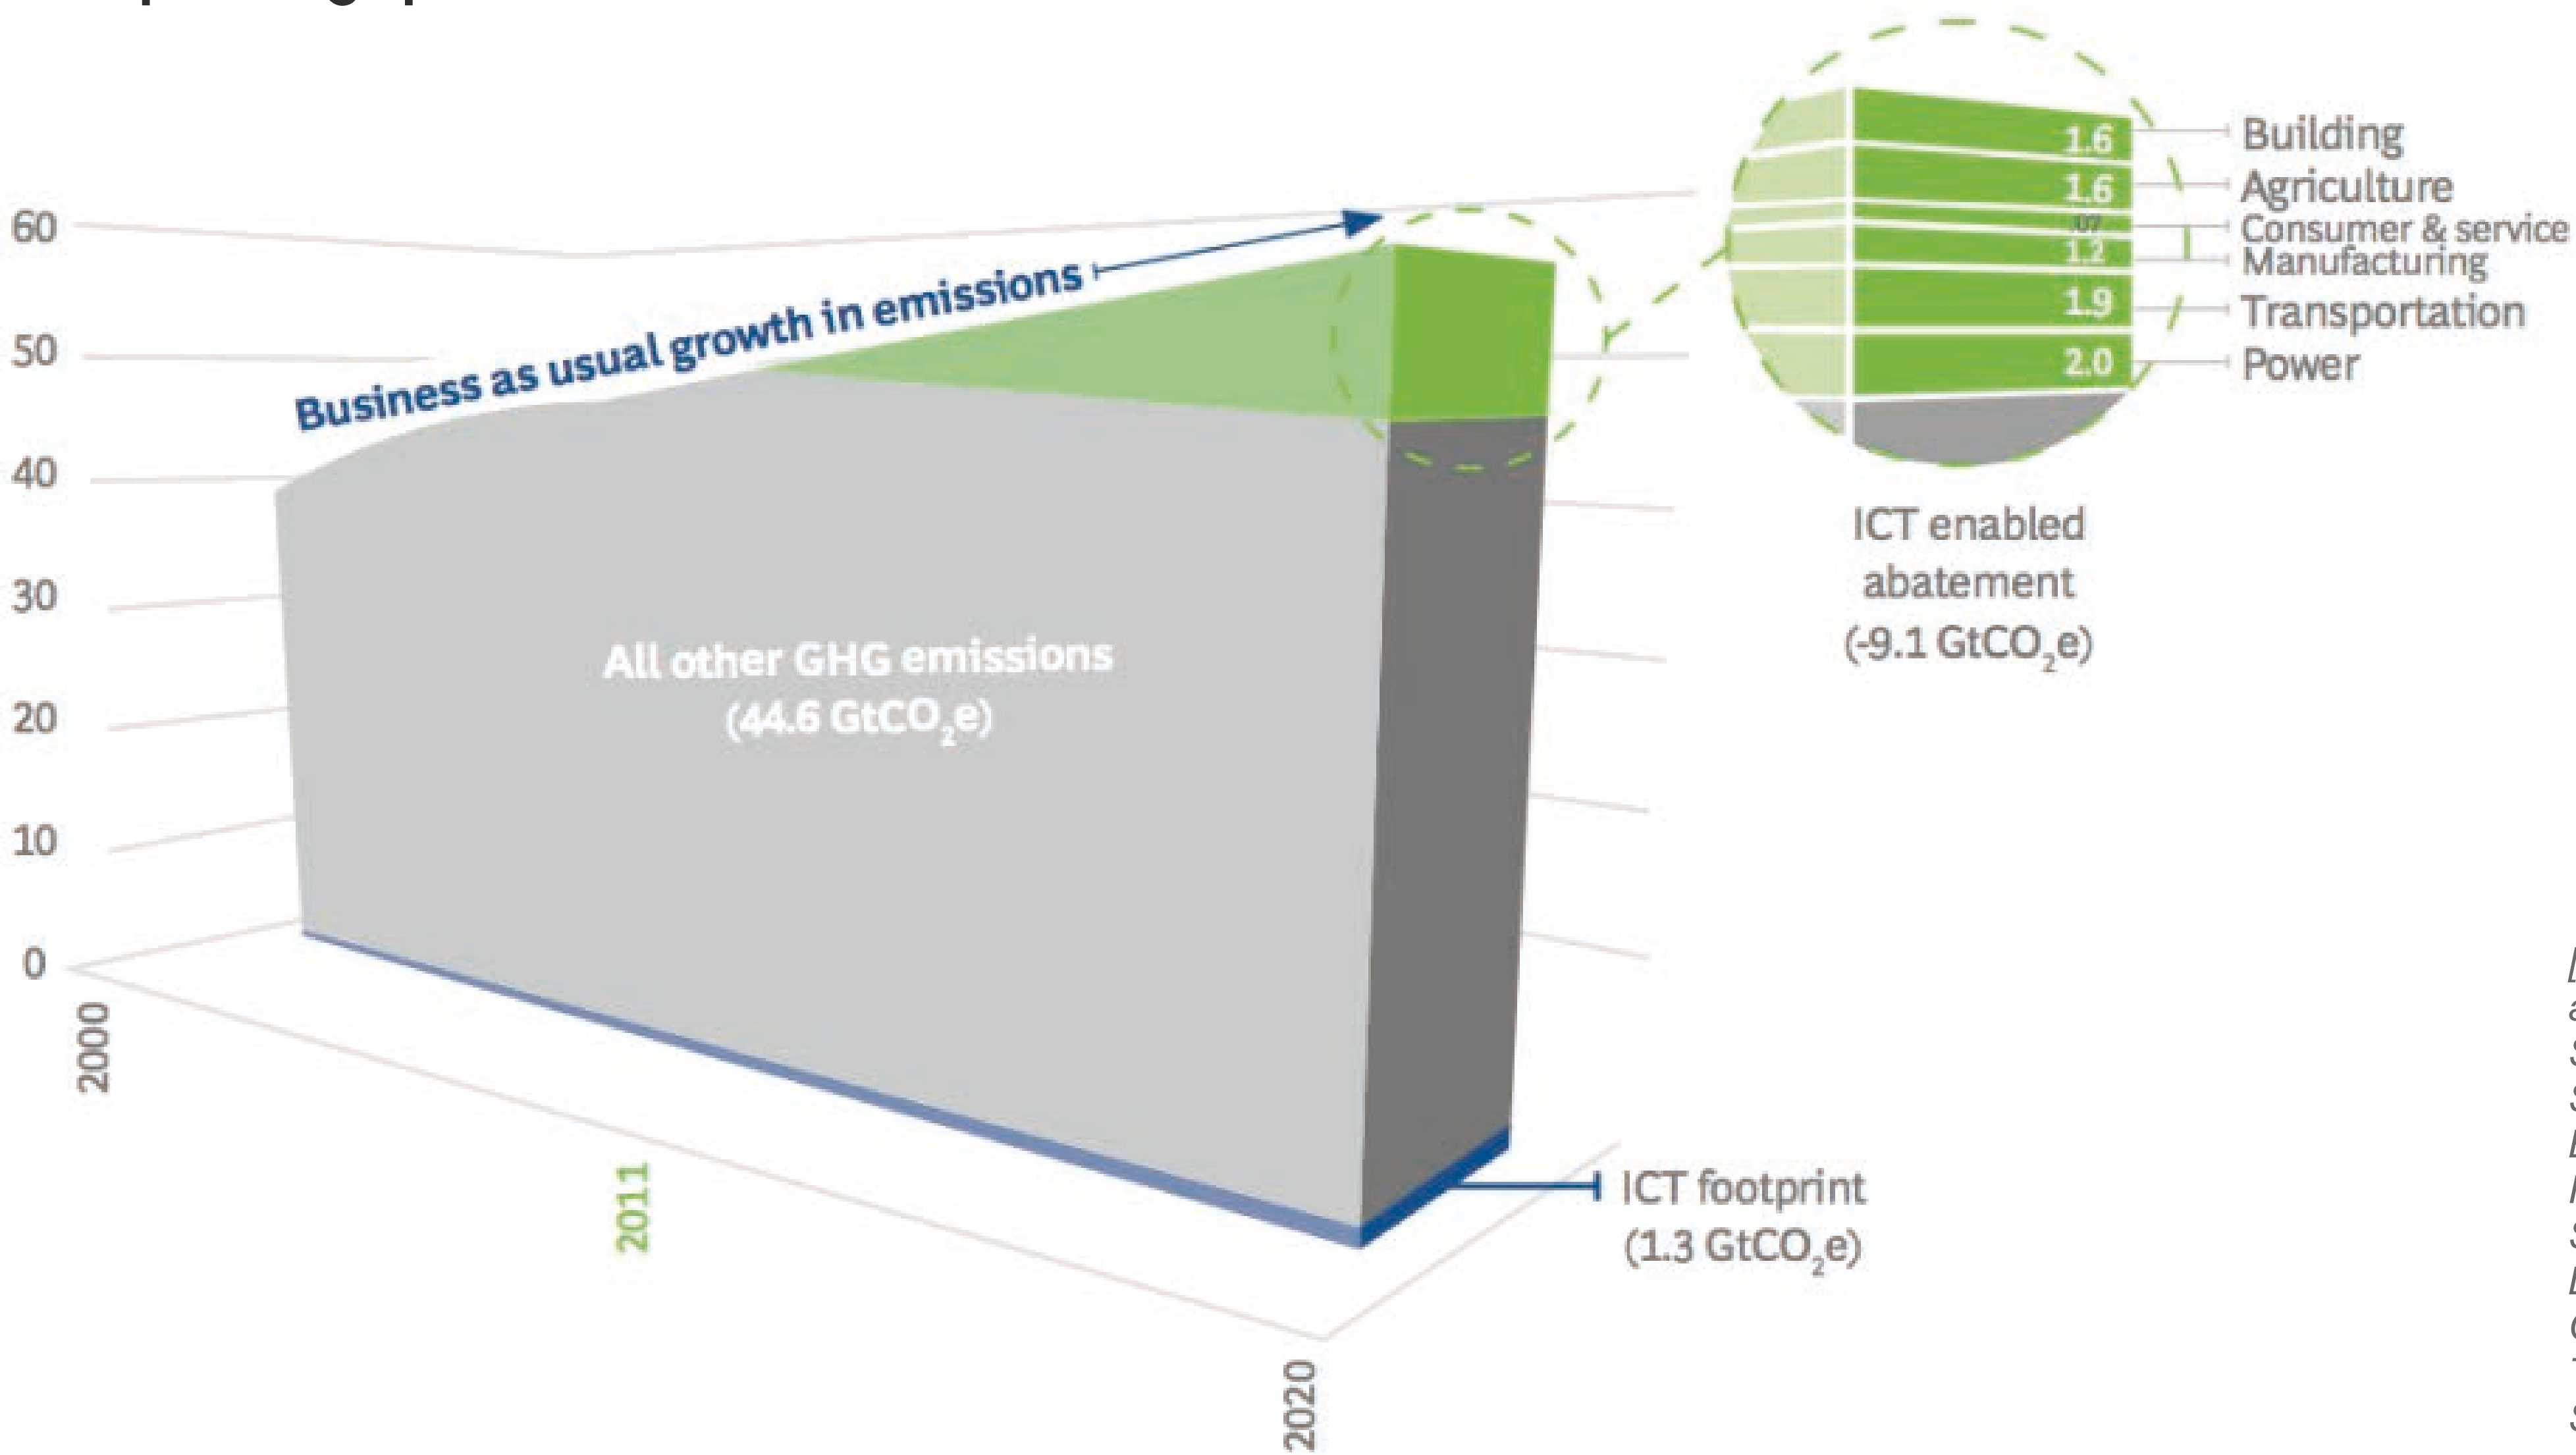 60
50
40
30
20
10
0
2000
2011
2020
Business as usual growth in emissions
All other GHG emissions
(44.6 GtCO₂e)
1.6
1.6
.07
1.2
1.9
2.0
Building
Agriculture
Consumer & service
Manufacturing
Transportation
Power
ICT enabled
abatement
(-9.1 GtCO₂e)
ICT footprint
(1.3 GtCO₂e)